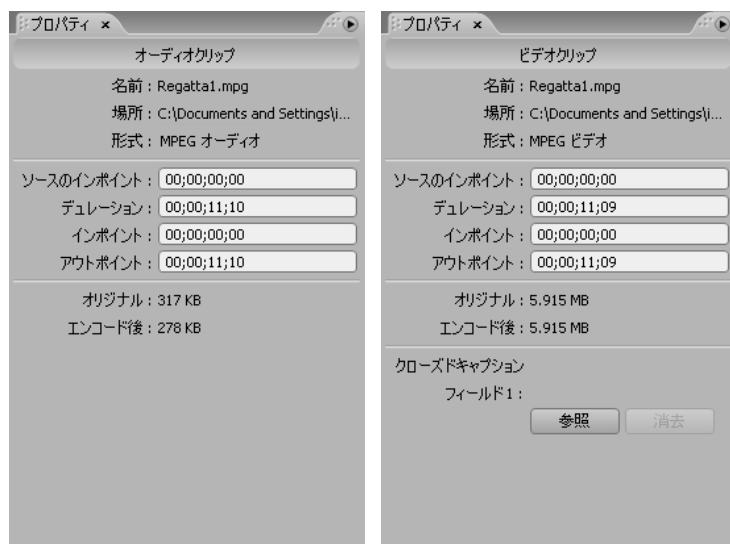 プロパティ ×
オーディオクリップ
名前 : Regatta1.mpg
場所 : C:\Documents and Settings\i...
形式 : MPEG オーディオ
ソースのインポイント : 00;00;00;00
デュレーション : 00;00;11;10
インポイント : 00;00;00;00
アウトポイント : 00;00;11;10
オリジナル : 317 KB
エンコード後 : 278 KB
プロパティ ×
ビデオクリップ
名前 : Regatta1.mpg
場所 : C:\Documents and Settings\i...
形式 : MPEG ビデオ
ソースのインポイント : 00;00;00;00
デュレーション : 00;00;11;09
インポイント : 00;00;00;00
アウトポイント : 00;00;11;09
オリジナル : 5.915 MB
エンコード後 : 5.915 MB
クローズドキャプション
フィールド1 :
参照 消去